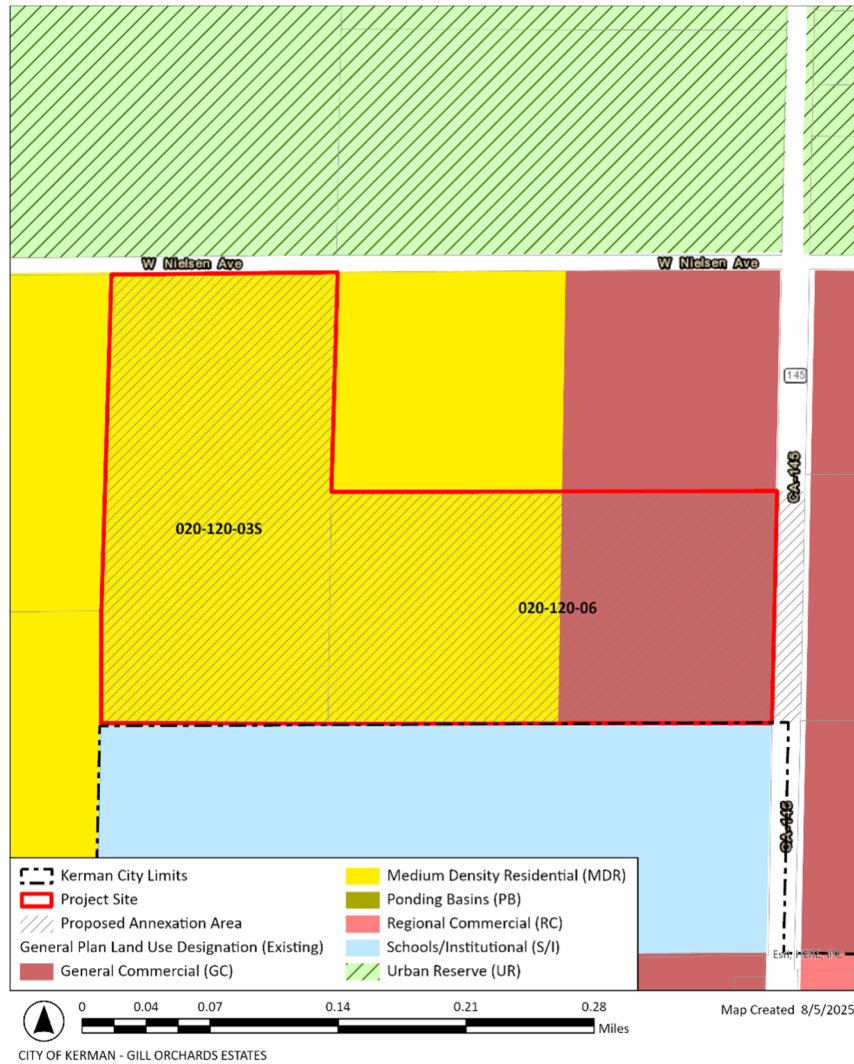 W Nielsen Ave
W Nielsen Ave
145
CA-145
020-120-03S
020-120-06
CA-145
Esri, HERE, IPC
Kerman City Limits
Project Site
Proposed Annexation Area
General Plan Land Use Designation (Existing)
General Commercial (GC)
Medium Density Residential (MDR)
Ponding Basins (PB)
Regional Commercial (RC)
Schools/Institutional (S/I)
Urban Reserve (UR)
0 0.04 0.07 0.14 0.21 0.28
Miles
Map Created 8/5/2025
CITY OF KERMAN - GILL ORCHARDS ESTATES